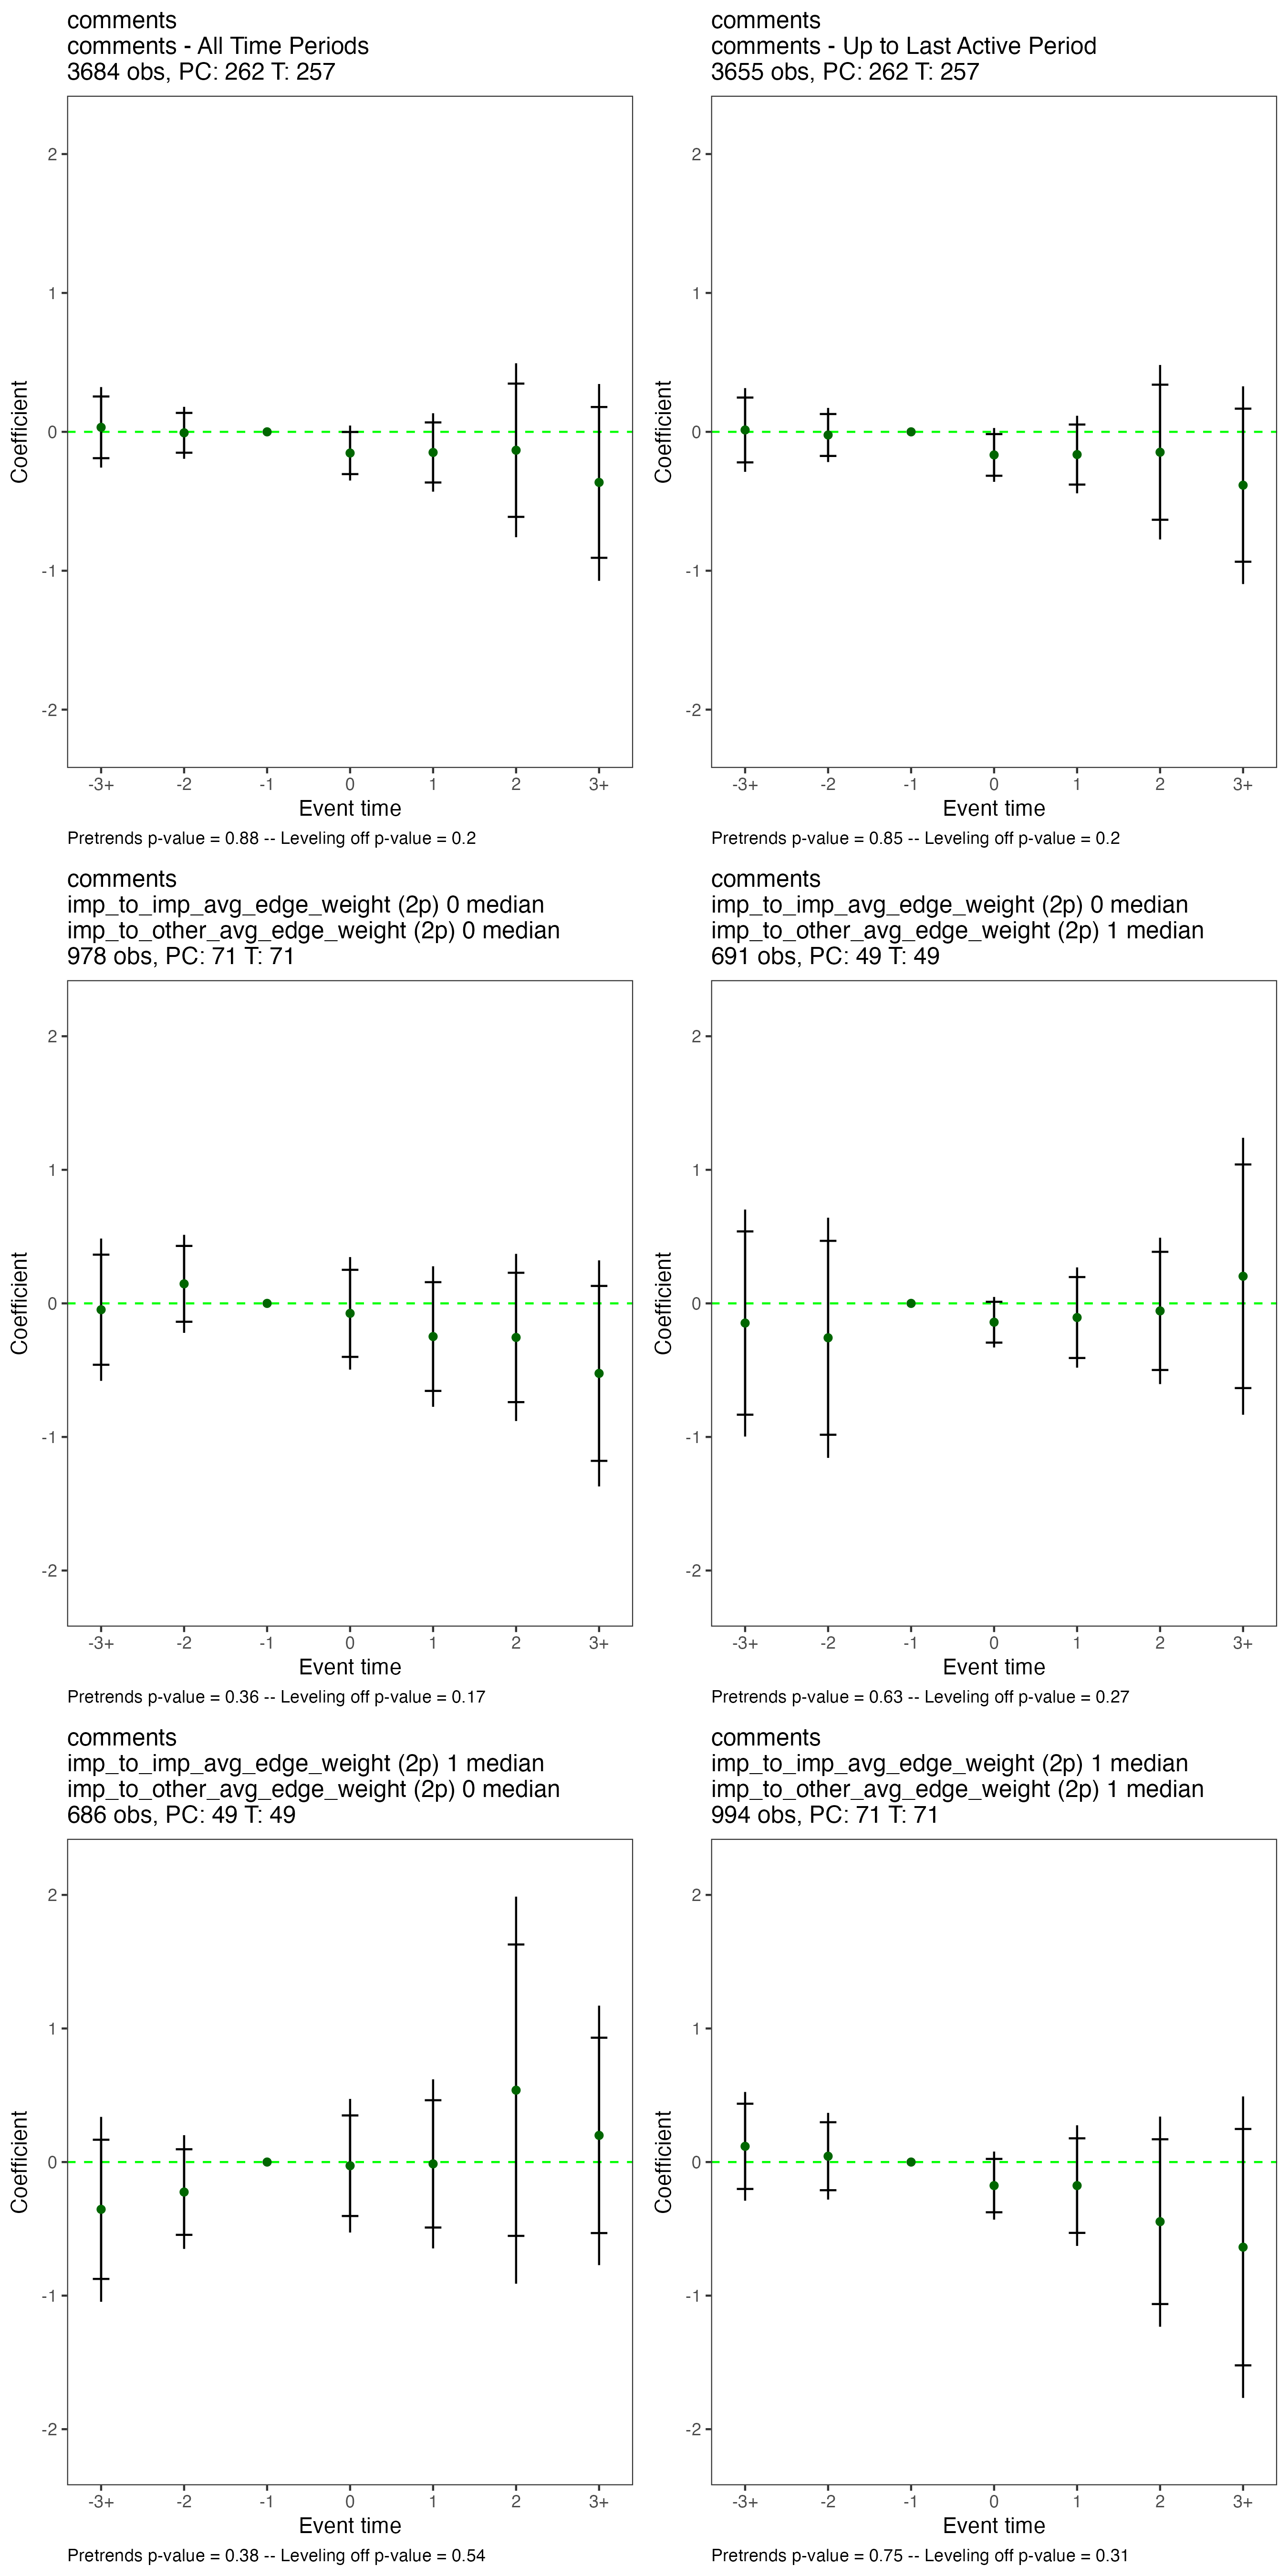 comments
comments - All Time Periods
3684 obs, PC: 262 T: 257
2
1
0
-1
-2
Coefficient
-3+ -2 -1 0 1 2 3+
Event time
Pretrends p-value = 0.88 -- Leveling off p-value = 0.2
comments
comments - Up to Last Active Period
3655 obs, PC: 262 T: 257
2
1
0
-1
-2
Coefficient
-3+ -2 -1 0 1 2 3+
Event time
Pretrends p-value = 0.85 -- Leveling off p-value = 0.2
comments
imp_to_imp_avg_edge_weight (2p) 0 median
imp_to_other_avg_edge_weight (2p) 0 median
978 obs, PC: 71 T: 71
2
1
0
-1
-2
Coefficient
-3+ -2 -1 0 1 2 3+
Event time
Pretrends p-value = 0.36 -- Leveling off p-value = 0.17
comments
imp_to_imp_avg_edge_weight (2p) 0 median
imp_to_other_avg_edge_weight (2p) 1 median
691 obs, PC: 49 T: 49
2
1
0
-1
-2
Coefficient
-3+ -2 -1 0 1 2 3+
Event time
Pretrends p-value = 0.63 -- Leveling off p-value = 0.27
comments
imp_to_imp_avg_edge_weight (2p) 1 median
imp_to_other_avg_edge_weight (2p) 0 median
686 obs, PC: 49 T: 49
2
1
0
-1
-2
Coefficient
-3+ -2 -1 0 1 2 3+
Event time
Pretrends p-value = 0.38 -- Leveling off p-value = 0.54
comments
imp_to_imp_avg_edge_weight (2p) 1 median
imp_to_other_avg_edge_weight (2p) 1 median
994 obs, PC: 71 T: 71
2
1
0
-1
-2
Coefficient
-3+ -2 -1 0 1 2 3+
Event time
Pretrends p-value = 0.75 -- Leveling off p-value = 0.31